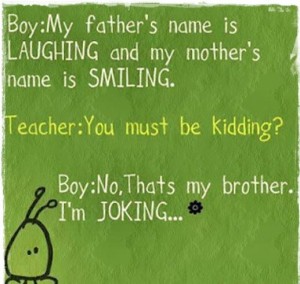 Boy:My father's name is
LAUGHING and my mother's
name is SMILING.
Teacher:You must be kidding?
Boy:No,Thats my brother.
I'm JOKING...